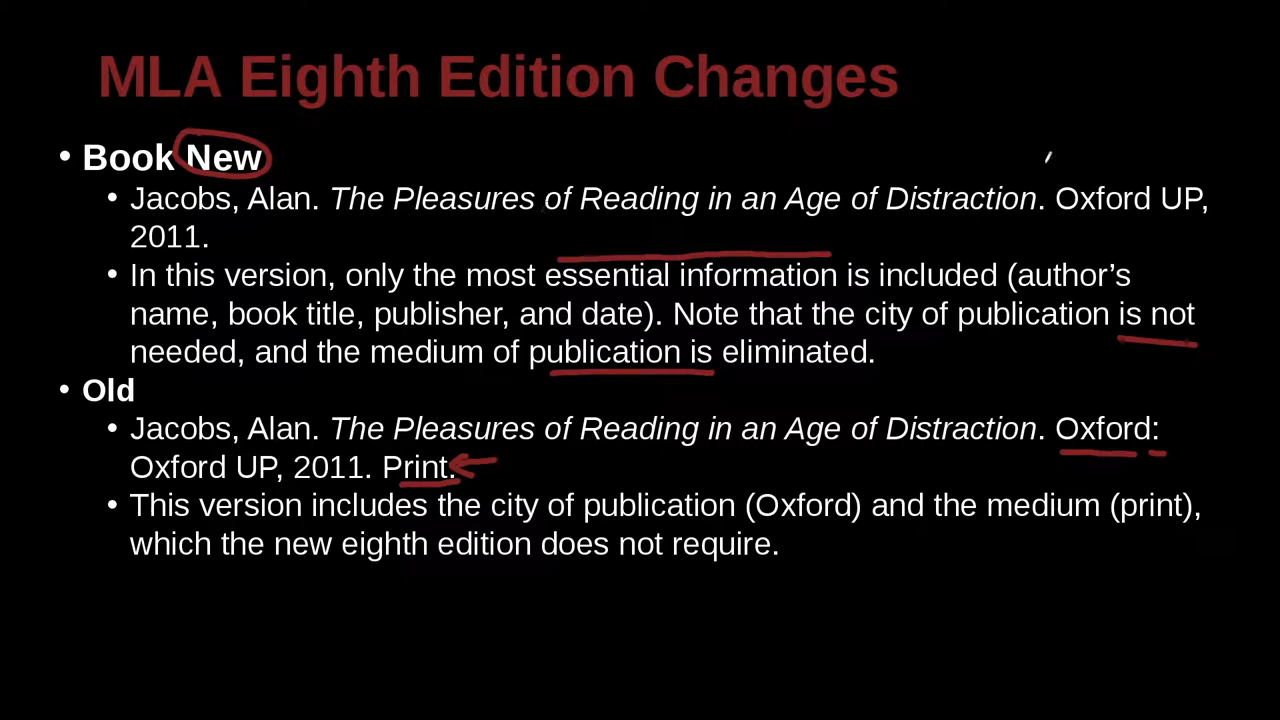 MLA Eighth Edition Changes
• Book New
• Jacobs, Alan. The Pleasures of Reading in an Age of Distraction. Oxford UP,
2011.
• In this version, only the most essential information is included (author’s
name, book title, publisher, and date). Note that the city of publication is not
needed, and the medium of publication is eliminated.
• Old
• Jacobs, Alan. The Pleasures of Reading in an Age of Distraction. Oxford:
Oxford UP, 2011. Print.
• This version includes the city of publication (Oxford) and the medium (print),
which the new eighth edition does not require.